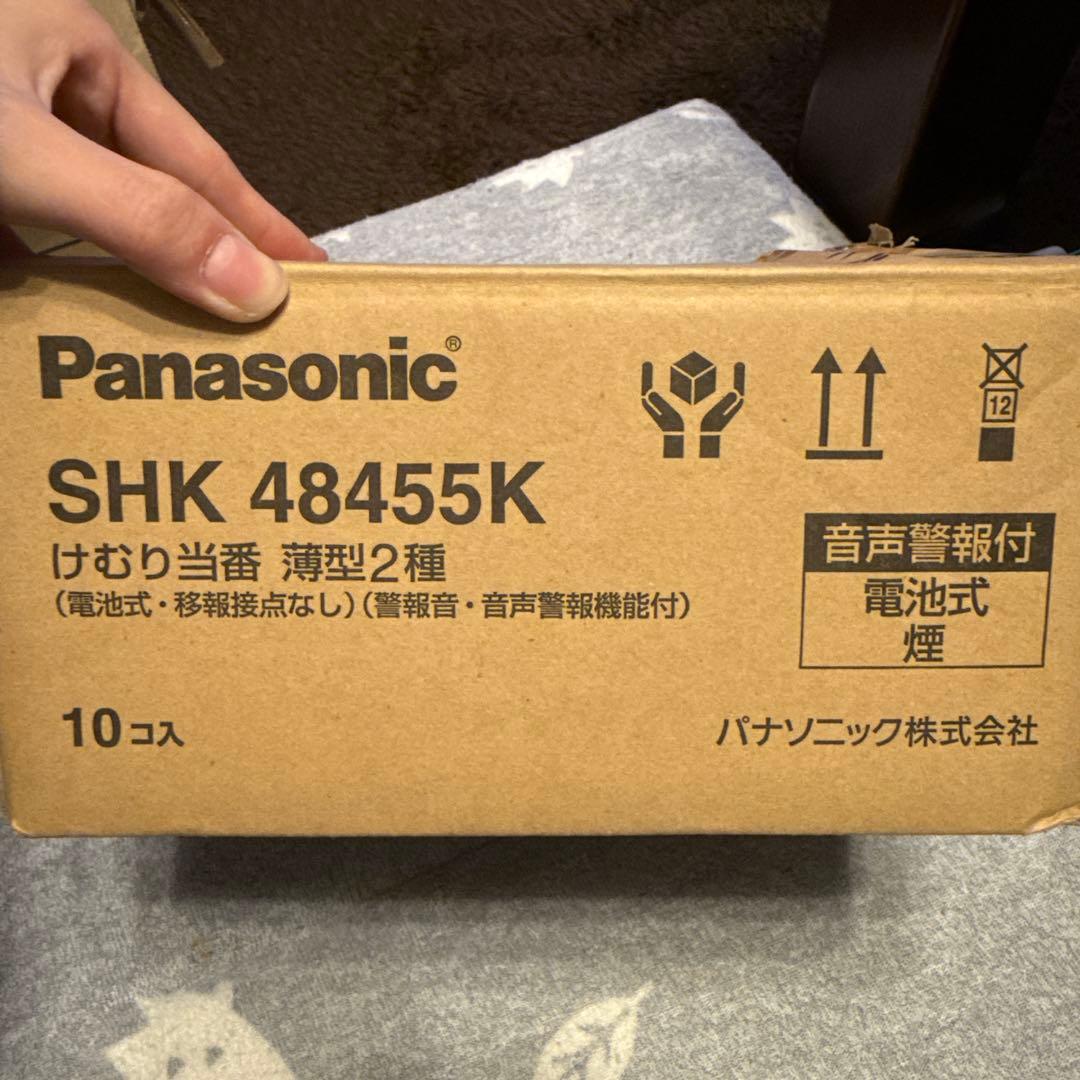 Panasonic®
SHK 48455K
けむり当番 薄型2種
(電池式・移報接点なし)(警報音・音声警報機能付)
10コ入
12
音声警報付
電池式
煙
パナソニック株式会社